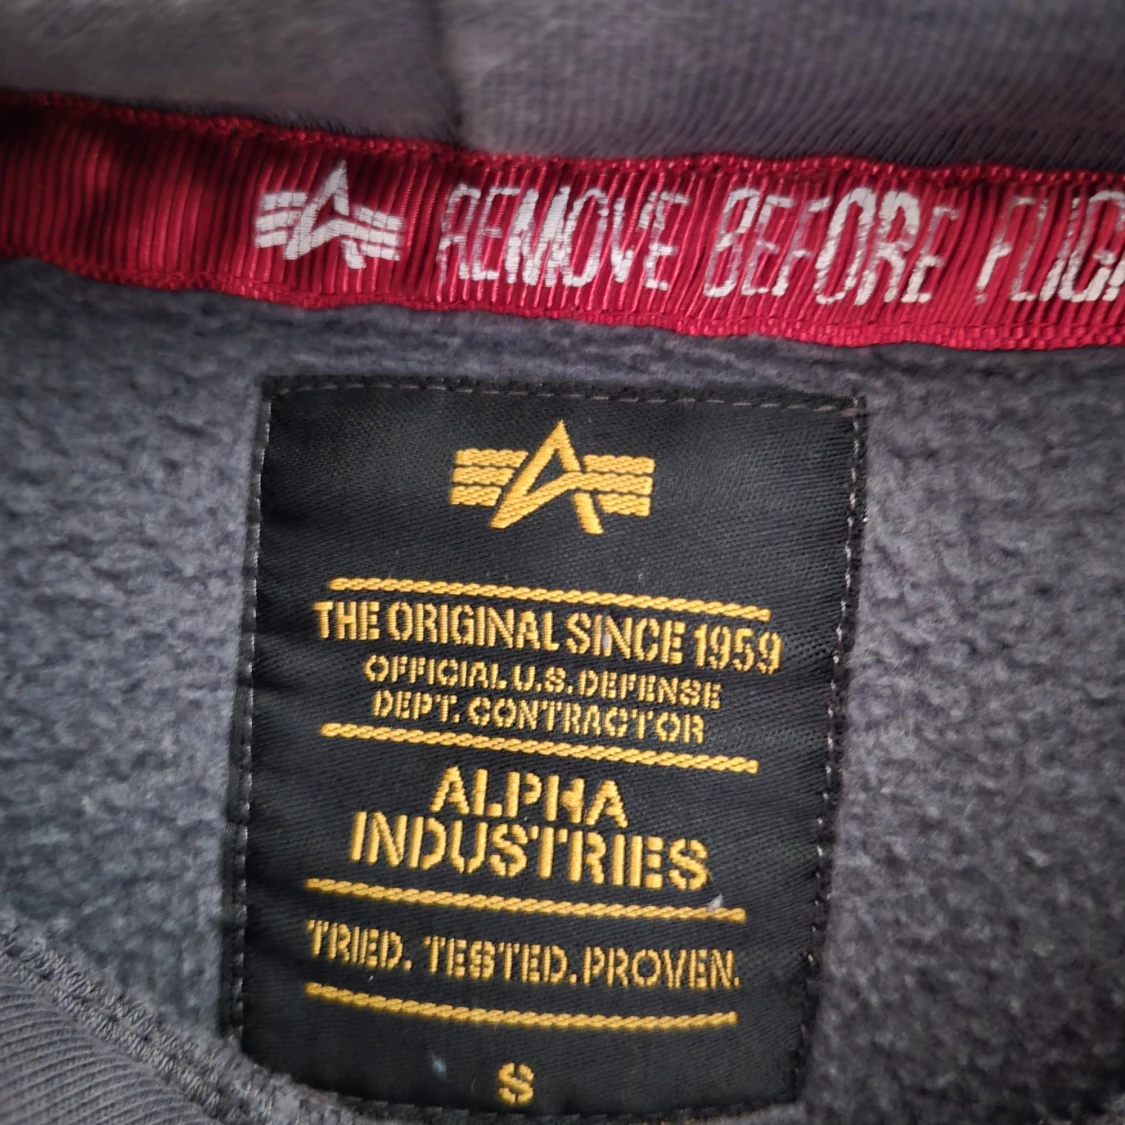 REMOVE BEFORE
THE ORIGINAL SINCE 1959
OFFICIAL U.S. DEFENSE
DEPT. CONTRACTOR
ALPHA
INDUSTRIES
TRIED. TESTED. PROVEN.
S